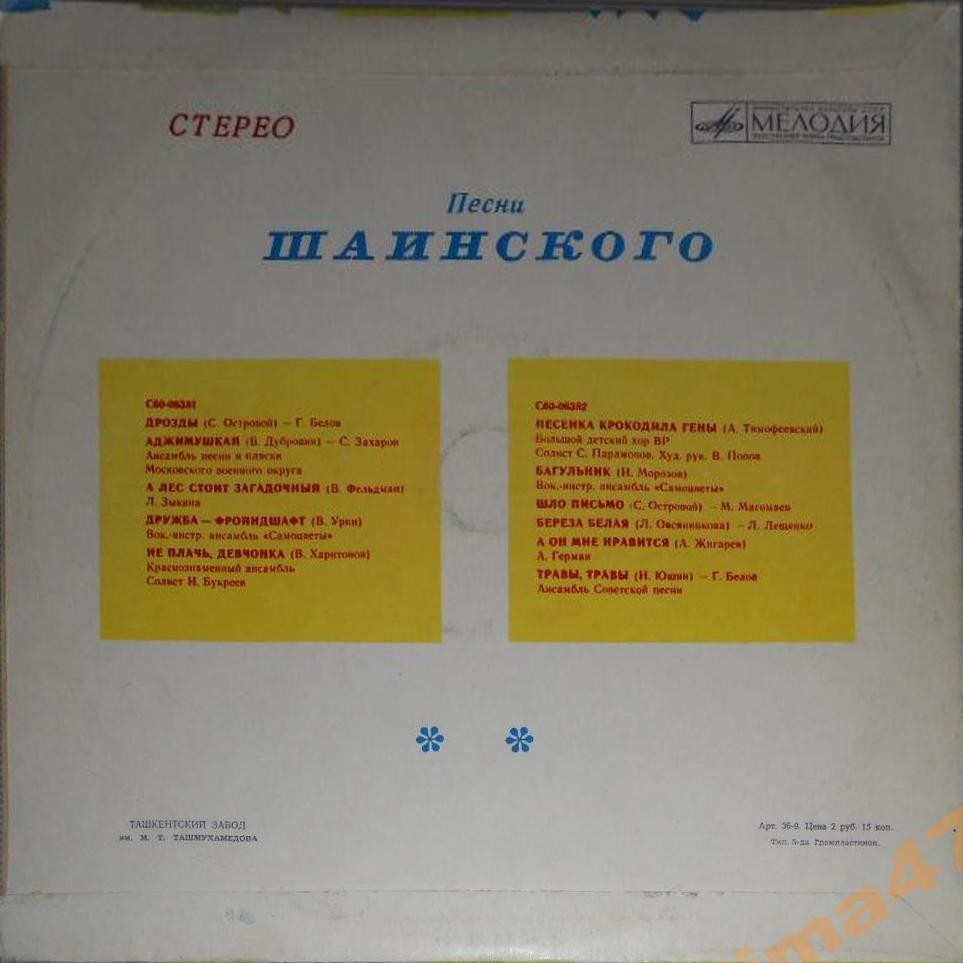 СТЕРЕО
МЕЛОДИЯ
Песни
ШАИНСКОГО
С60-06381
ДРОЗДЫ (С. Островой) — Г. Белов
АДЖИМУШКАЙ (В. Дубровин) — С. Захаров
Ансамбль песни и пляски
Московского военного округа
А ЛЕС СТОИТ ЗАГАДОЧНЫЙ (В. Фельдман)
Л. Зыкина
ДРУЖБА — ФРОЙНДШАФТ (В. Урин)
Вок.-инстр. ансамбль «Самоцветы»
НЕ ПЛАЧЬ, ДЕВЧОНКА (В. Харитонов)
Краснознаменный ансамбль
Солист И. Букреев
С60-06382
ПЕСЕНКА КРОКОДИЛА ГЕНЫ (А. Тимофеевский)
Большой детский хор ВР
Солист С. Парамонов. Худ. рук. В. Попов
БАГУЛЬНИК (И. Морозов)
Вок.-инстр. ансамбль «Самоцветы»
ШЛО ПИСЬМО (С. Островой) — М. Магомаев
БЕРЕЗА БЕЛАЯ (Л. Овсянникова) — Л. Лещенко
А ОН МНЕ НРАВИТСЯ (А. Жигарев)
А. Герман
ТРАВЫ, ТРАВЫ (И. Юшин) — Г. Белов
Ансамбль Советской песни
ТАШКЕНТСКИЙ ЗАВОД
им. М. Т. ТАШМУХАМЕДОВА
Арт. 36-9. Цена 2 руб. 15 коп.
Тип. З-да Грампластинок.
ima47